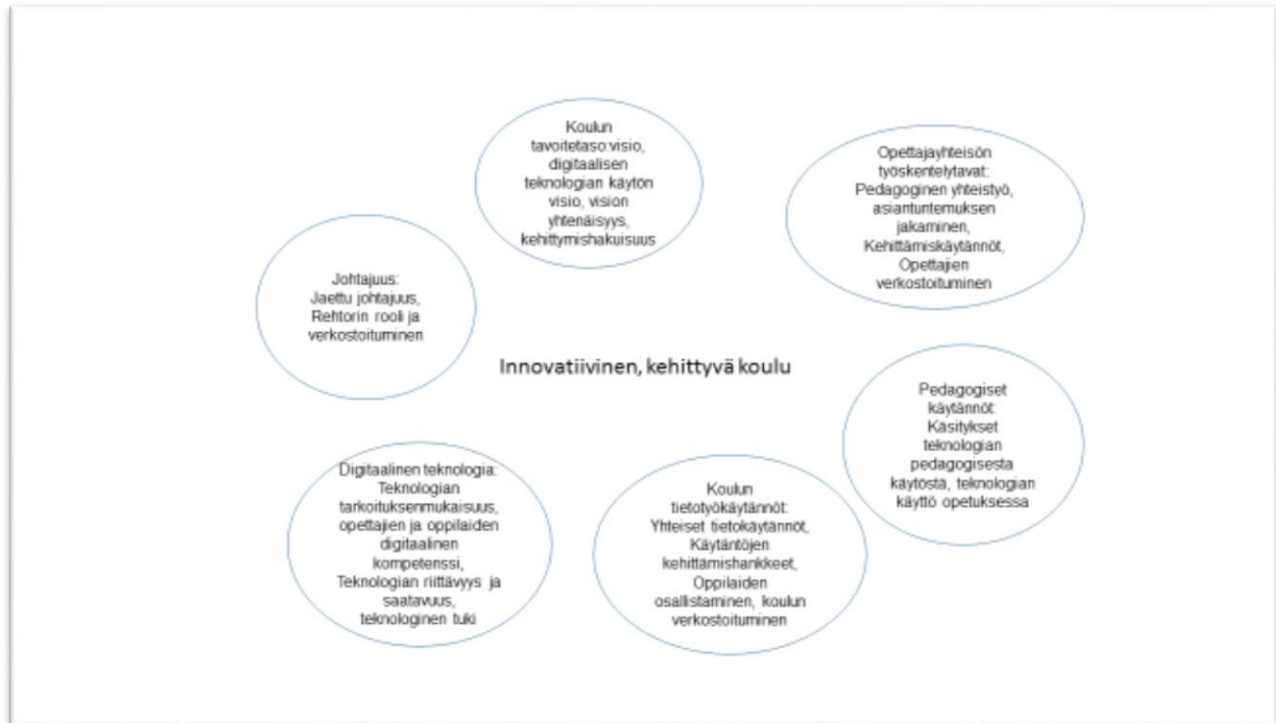 Koulun
tavoitetaso:visio,
digitaalisen
teknologian käytön
visio, vision
yhtenäisyys,
kehittymishakuisuus
Opettajayhteisön
työskentelytavat:
Pedagoginen yhteistyö,
asiantuntemuksen
jakaminen,
Kehittämiskäytännöt,
Opettajien
verkostoituminen
Johtajuus:
Jaettu johtajuus,
Rehtorin rooli ja
verkostoituminen
Innovatiivinen, kehittyvä koulu
Pedagogiset
käytännöt:
Käsitykset
teknologian
pedagogisesta
käytöstä, teknologian
käyttö opetuksessa
Digitaalinen teknologia:
Teknologian
tarkoituksenmukaisuus,
opettajien ja oppilaiden
digitaalinen
kompetenssi,
Teknologian riittävyys ja
saatavuus,
teknologinen tuki
Koulun
tietotyökäytännöt:
Yhteiset tietokäytännöt,
Käytäntöjen
kehittämishankkeet,
Oppilaiden
osallistaminen, koulun
verkostoituminen